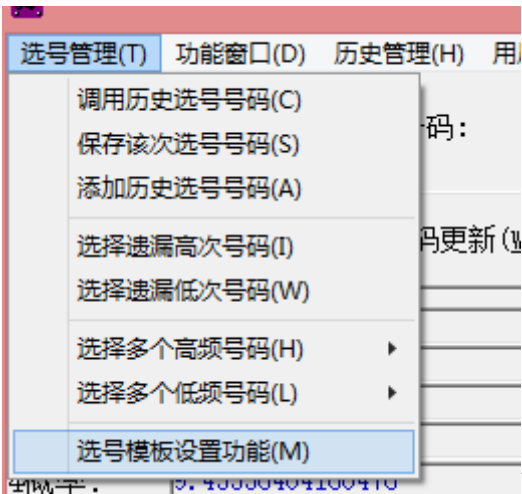 选号管理(T) 功能窗口(D) 历史管理(H)
调用历史选号号码(C)
码:
保存该次选号号码(S)
添加历史选号号码(A)
选择遗漏高次号码(I)
码更新(
选择遗漏低次号码(W)
选择多个高频号码(H)
选择多个低频号码(L)
选号模板设置功能(M)